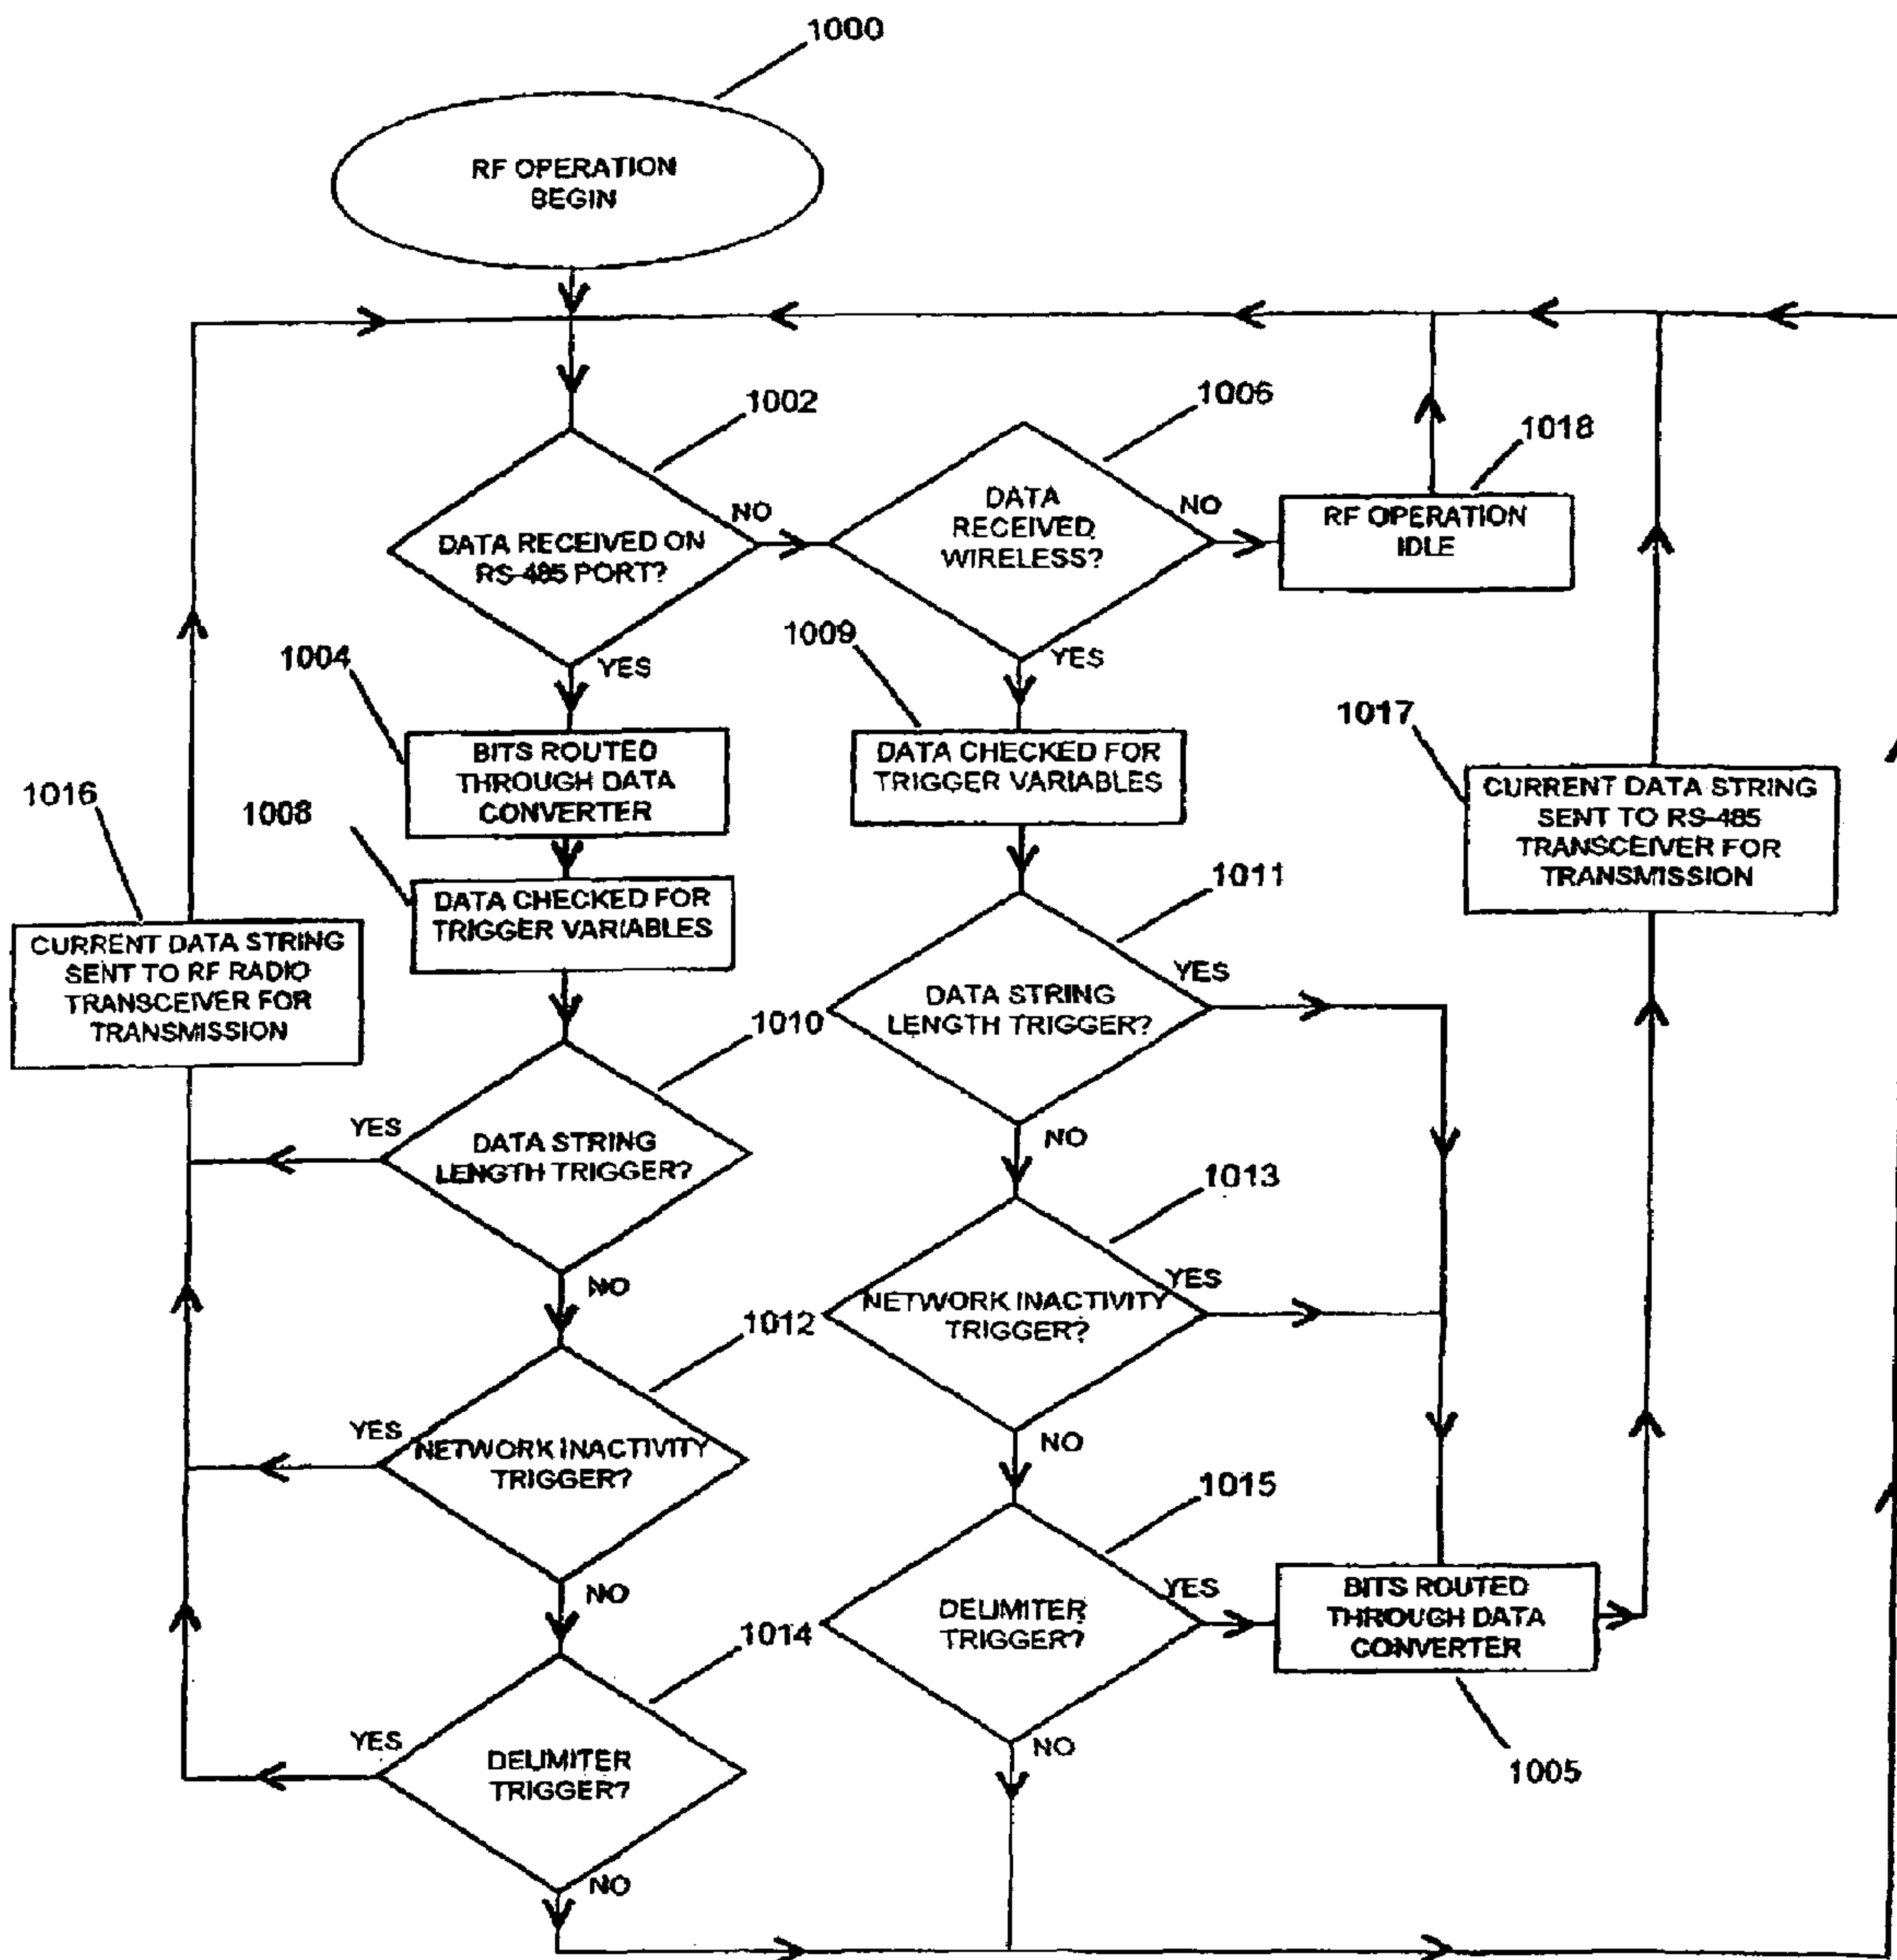 1000
RF OPERATION
BEGIN
1002
1006
1018
DATA RECEIVED ON
RS-485 PORT?
NO
DATA
RECEIVED
WIRELESS?
NO
RF OPERATION
IDLE
YES
YES
1004
1009
1017
BITS ROUTED
THROUGH DATA
CONVERTER
DATA CHECKED FOR
TRIGGER VARIABLES
CURRENT DATA STRING
SENT TO RS-485
TRANSCEIVER FOR
TRANSMISSION
1016
1008
DATA CHECKED FOR
TRIGGER VARIABLES
1011
CURRENT DATA STRING
SENT TO RF RADIO
TRANSCEIVER FOR
TRANSMISSION
DATA STRING
LENGTH TRIGGER?
YES
1010
YES
DATA STRING
LENGTH TRIGGER?
NO
NO
1013
NETWORK INACTIVITY
TRIGGER?
YES
1012
YES
NETWORK INACTIVITY
TRIGGER?
NO
NO
1015
DELIMITER
TRIGGER?
YES
BITS ROUTED
THROUGH DATA
CONVERTER
1014
YES
DELIMITER
TRIGGER?
NO
1005
NO